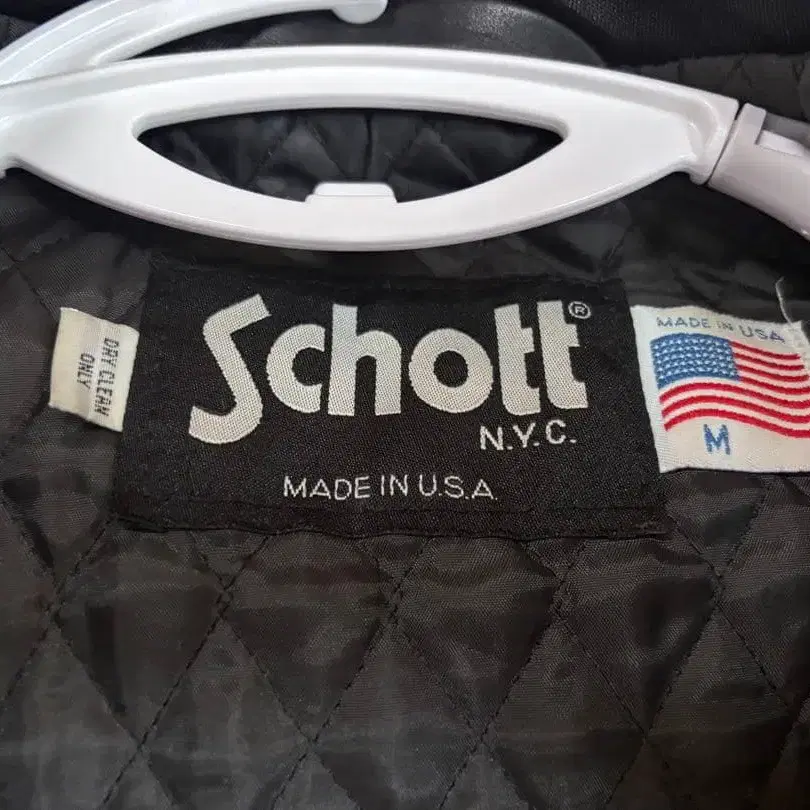 DRY CLEAN
ONLY
Schott®
N.Y.C.
MADE IN U.S.A.
MADE IN USA
M